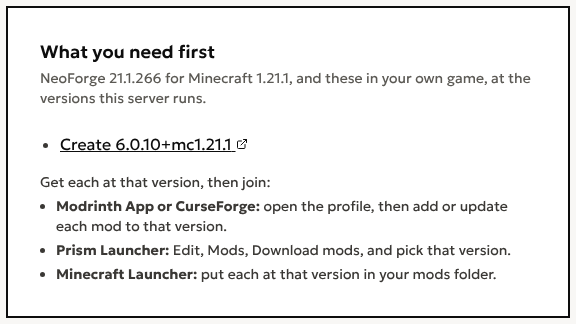 What you need first
NeoForge 21.1.266 for Minecraft 1.21.1, and these in your own game, at the
versions this server runs.
• Create 6.0.10+mc1.21.1
Get each at that version, then join:
• Modrinth App or CurseForge: open the profile, then add or update
each mod to that version.
• Prism Launcher: Edit, Mods, Download mods, and pick that version.
• Minecraft Launcher: put each at that version in your mods folder.